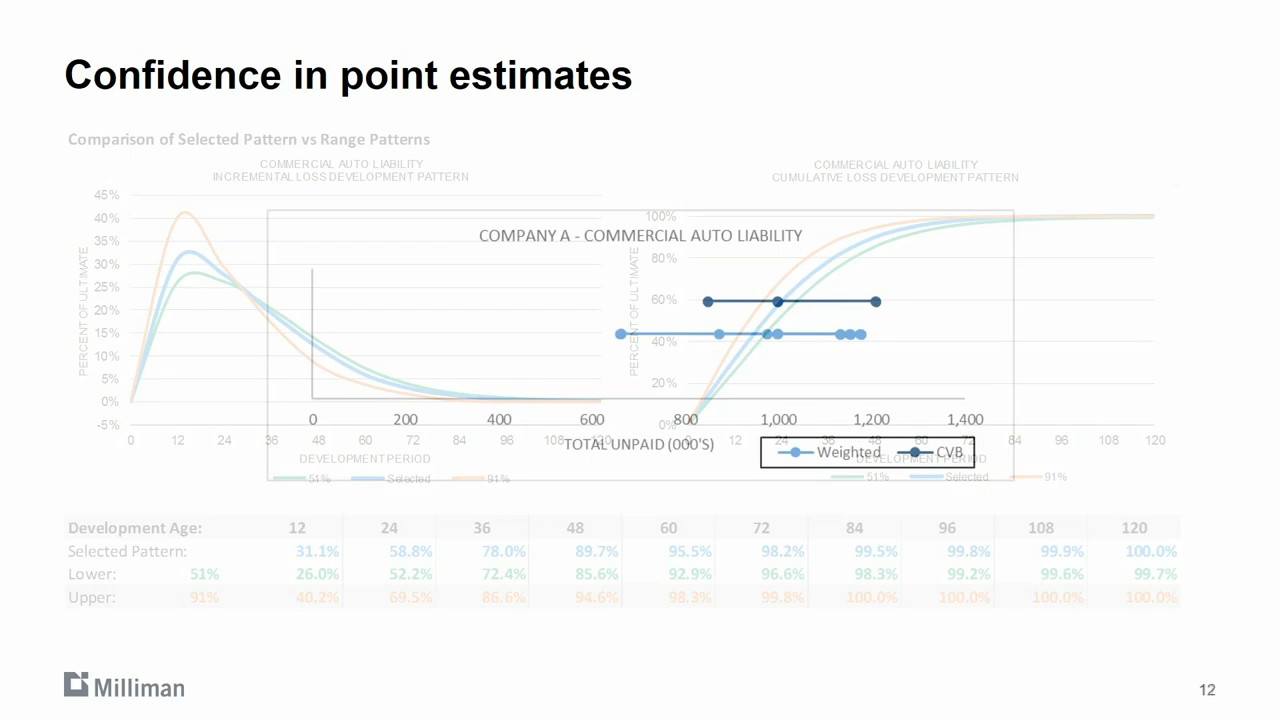 Confidence in point estimates
Comparison of Selected Pattern vs Range Patterns
COMMERCIAL AUTO LIABILITY
INCREMENTAL LOSS DEVELOPMENT PATTERN
PERCENT OF ULTIMATE
45%
40%
35%
30%
25%
20%
15%
10%
5%
0%
-5%
0 12 24 36 48 60 72 84 96 108 120
DEVELOPMENT PERIOD
51% Selected 91%
COMMERCIAL AUTO LIABILITY
CUMULATIVE LOSS DEVELOPMENT PATTERN
PERCENT OF ULTIMATE
100%
80%
60%
40%
20%
0%
0 12 24 36 48 60 72 84 96 108 120
DEVELOPMENT PERIOD
51% Selected 91%
COMPANY A - COMMERCIAL AUTO LIABILITY
0 200 400 600 800 1,000 1,200 1,400
TOTAL UNPAID (000'S)
Weighted CVB
Development Age: 12 24 36 48 60 72 84 96 108 120
Selected Pattern: 31.1% 58.8% 78.0% 89.7% 95.5% 98.2% 99.5% 99.8% 99.9% 100.0%
Lower: 51% 26.0% 52.2% 72.4% 85.6% 92.9% 96.6% 98.3% 99.2% 99.6% 99.7%
Upper: 91% 40.2% 69.5% 86.6% 94.6% 98.3% 99.8% 100.0% 100.0% 100.0% 100.0%
Milliman
12